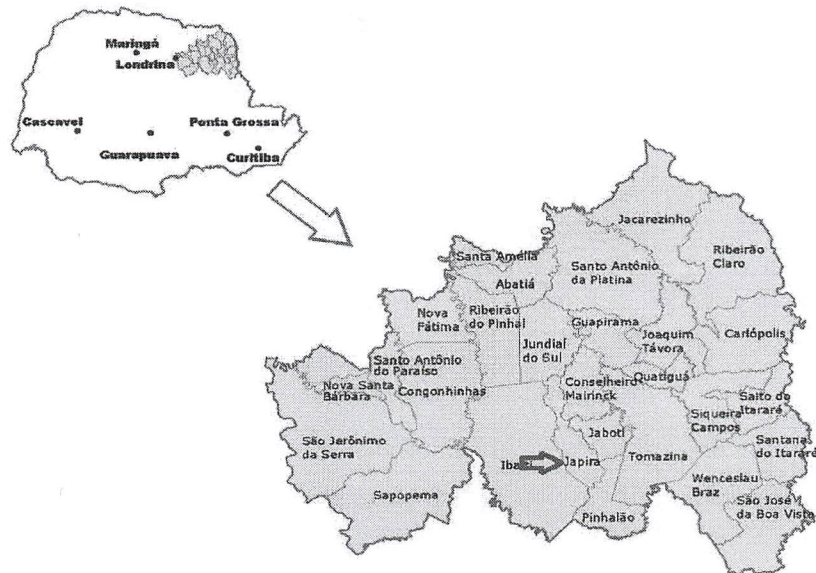 Maringá
Londrina
Cascavel
Ponta Grossa
Guarapuava
Curitiba
Jacarezinho
Ribeirão
Claro
Santa Amélia
Abatiá
Santo Antônio
da Platina
Nova
Fátima
Ribeirão
do Pinhal
Jundiaí
do Sul
Guapirama
Joaquim
Távora
Carlópolis
Santo Antônio
do Paraíso
Nova Santa
Bárbara
Congonhinhas
Conselheiro
Mairinck
Quatiguá
Salto do
Itararé
Siqueira
Campos
São Jerônimo
da Serra
Jaboti
Santana
do Itararé
Japira
Tomazina
Sapopema
Wenceslau
Braz
São José
da Boa Vista
Pinhalão